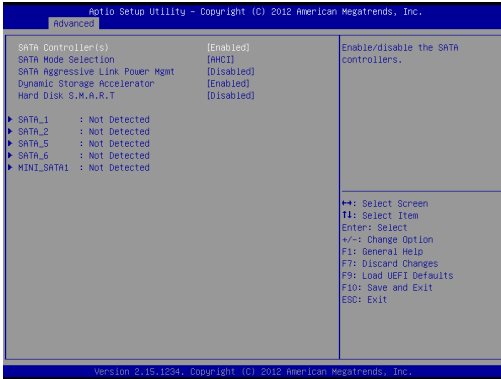 Aptio Setup Utility – Copyright (C) 2012 American Megatrends, Inc.
Advanced
SATA Controller(s) [Enabled]
SATA Mode Selection [AHCI]
SATA Aggressive Link Power Mgmt [Disabled]
Dynamic Storage Accelerator [Enabled]
Hard Disk S.M.A.R.T [Disabled]
SATA_1 : Not Detected
SATA_2 : Not Detected
SATA_5 : Not Detected
SATA_6 : Not Detected
MINI_SATA1 : Not Detected
Enable/disable the SATA
controllers.
↔: Select Screen
↑↓: Select Item
Enter: Select
+/-: Change Option
F1: General Help
F7: Discard Changes
F9: Load UEFI Defaults
F10: Save and Exit
ESC: Exit
Version 2.15.1234. Copyright (C) 2012 American Megatrends, Inc.